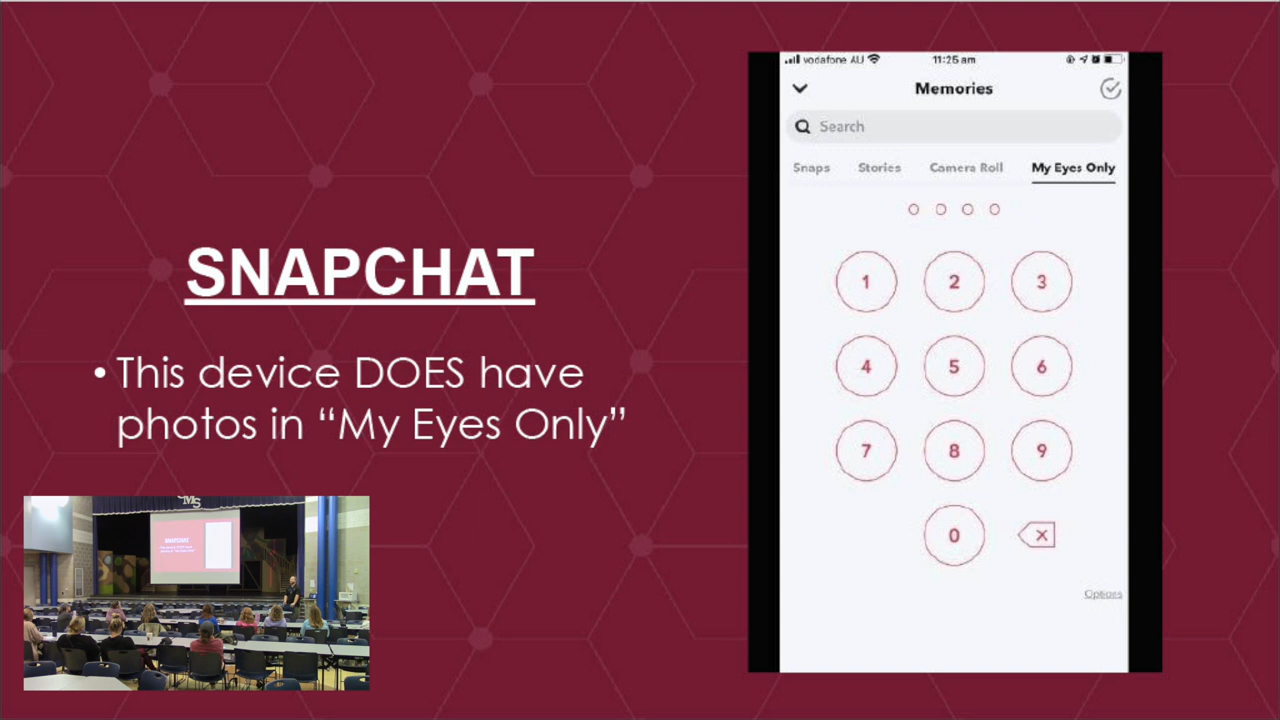 SNAPCHAT
• This device DOES have
photos in “My Eyes Only”
vodafone AU 11:25 am
Memories
Search
Snaps Stories Camera Roll My Eyes Only
1 2 3
4 5 6
7 8 9
0
Options
SNAPCHAT